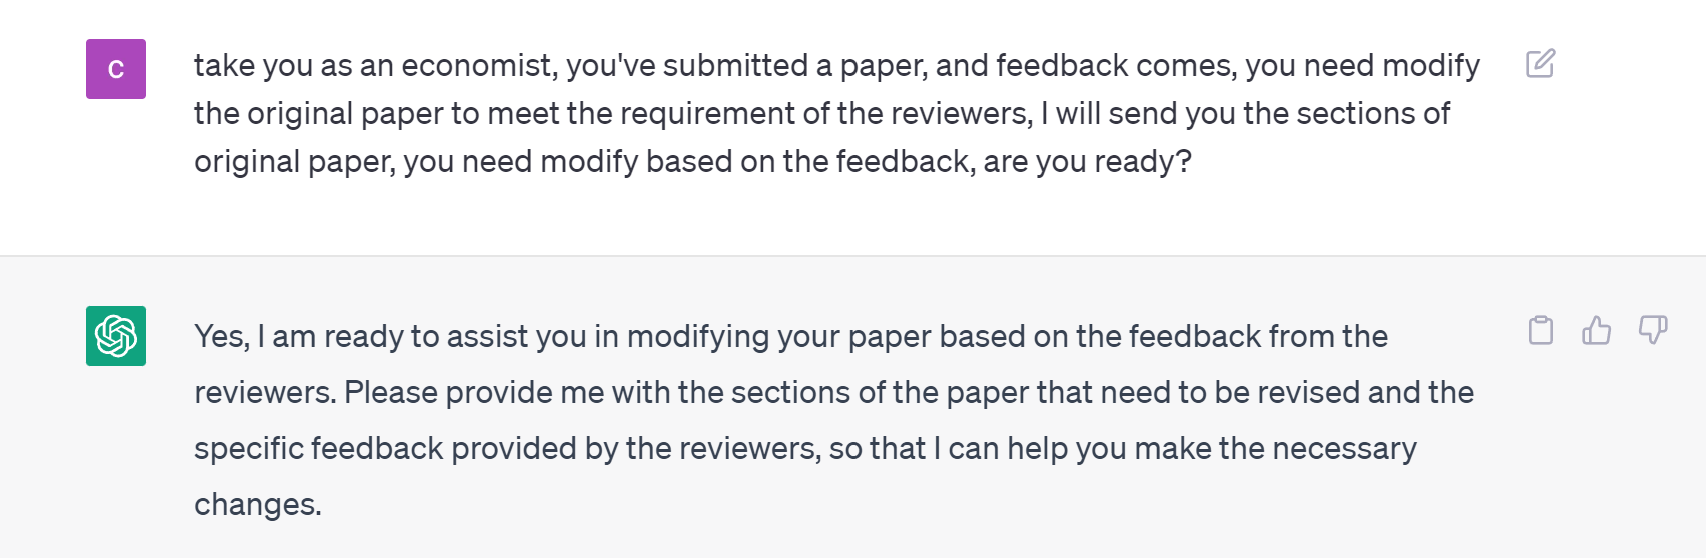 C
take you as an economist, you've submitted a paper, and feedback comes, you need modify
the original paper to meet the requirement of the reviewers, I will send you the sections of
original paper, you need modify based on the feedback, are you ready?
Yes, I am ready to assist you in modifying your paper based on the feedback from the
reviewers. Please provide me with the sections of the paper that need to be revised and the
specific feedback provided by the reviewers, so that I can help you make the necessary
changes.